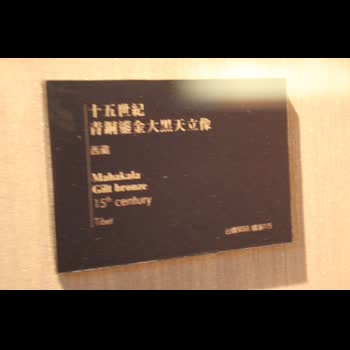 十五世紀
青銅鎏金大黑天立像
西藏
Mahakala
Gilt bronze
15th century
Tibet